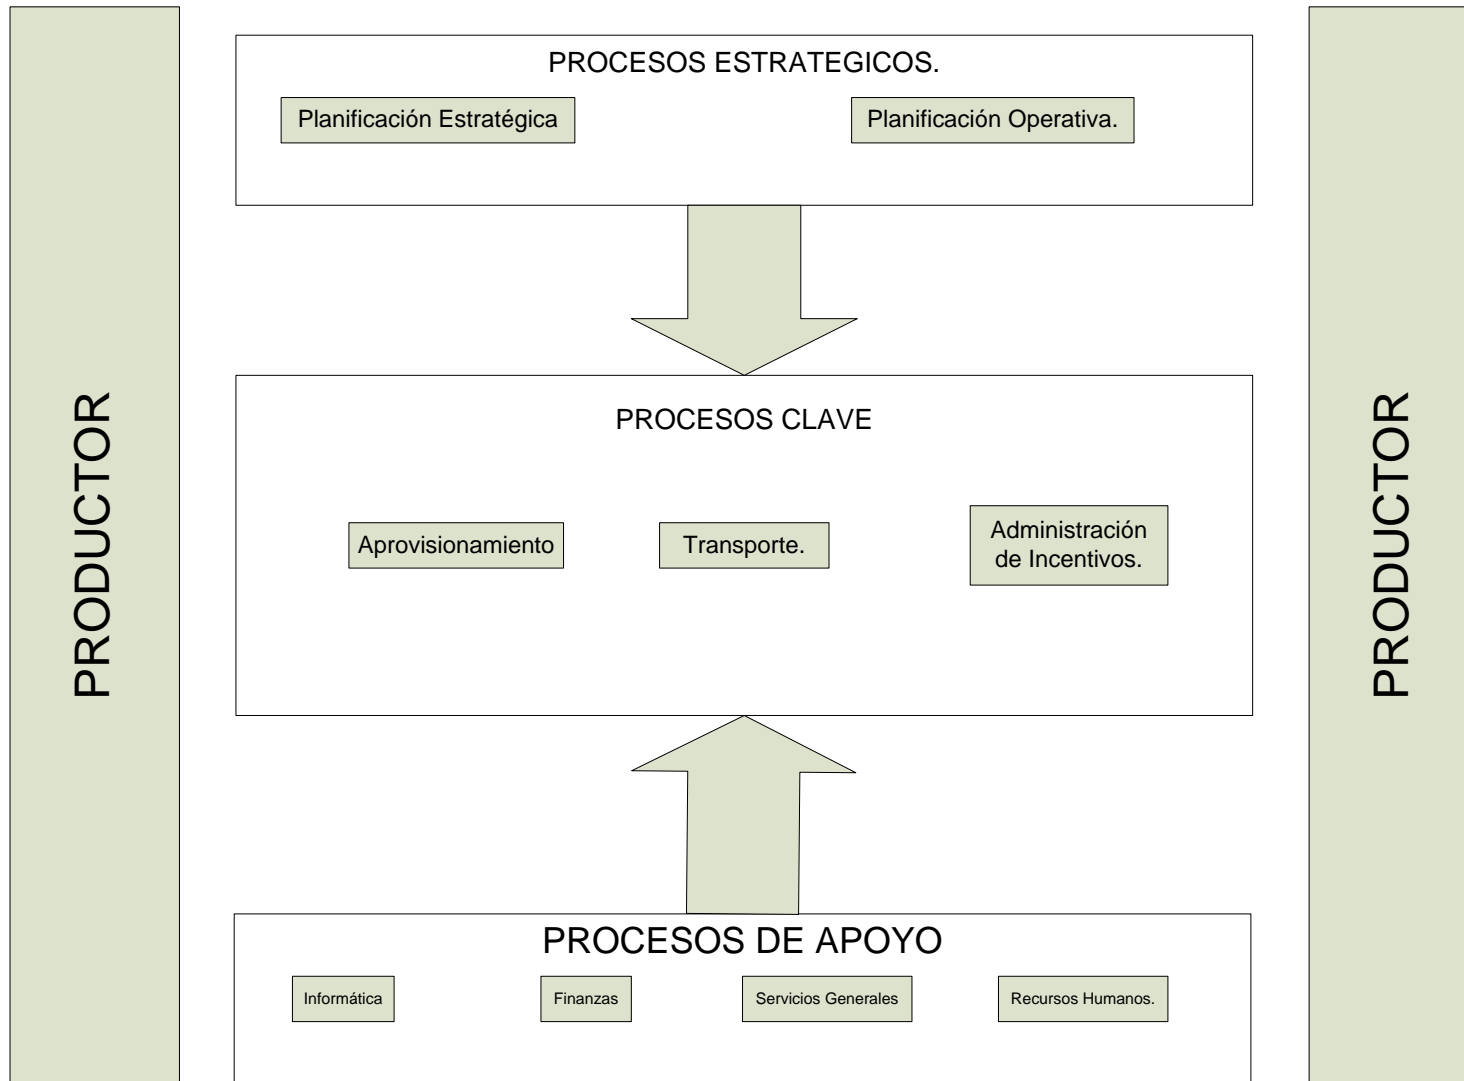 PRODUCTOR
PROCESOS ESTRATEGICOS.
Planificación Estratégica
Planificación Operativa.
PROCESOS CLAVE
Aprovisionamiento
Transporte.
Administración
de Incentivos.
PROCESOS DE APOYO
Informática
Finanzas
Servicios Generales
Recursos Humanos.
PRODUCTOR